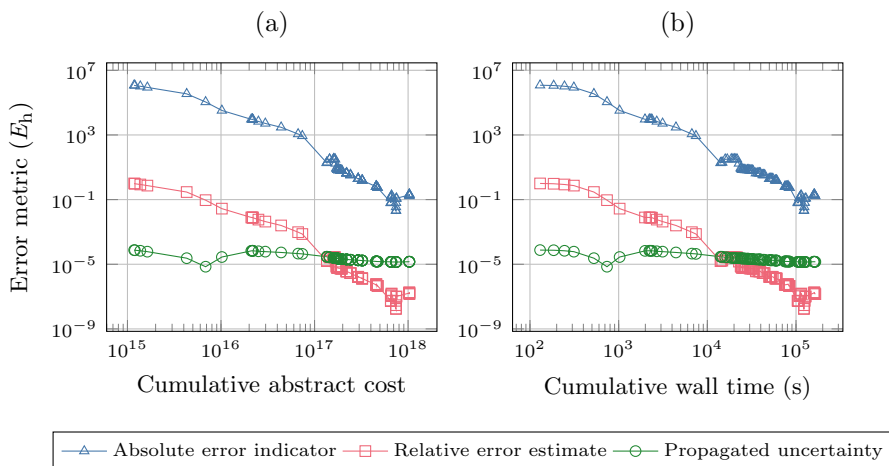 (a)
(b)
Error metric (E_h)
10^7
10^3
10^−1
10^−5
10^−9
10^15
10^16
10^17
10^18
Cumulative abstract cost
10^7
10^3
10^−1
10^−5
10^−9
10^2
10^3
10^4
10^5
Cumulative wall time (s)
Absolute error indicator
Relative error estimate
Propagated uncertainty